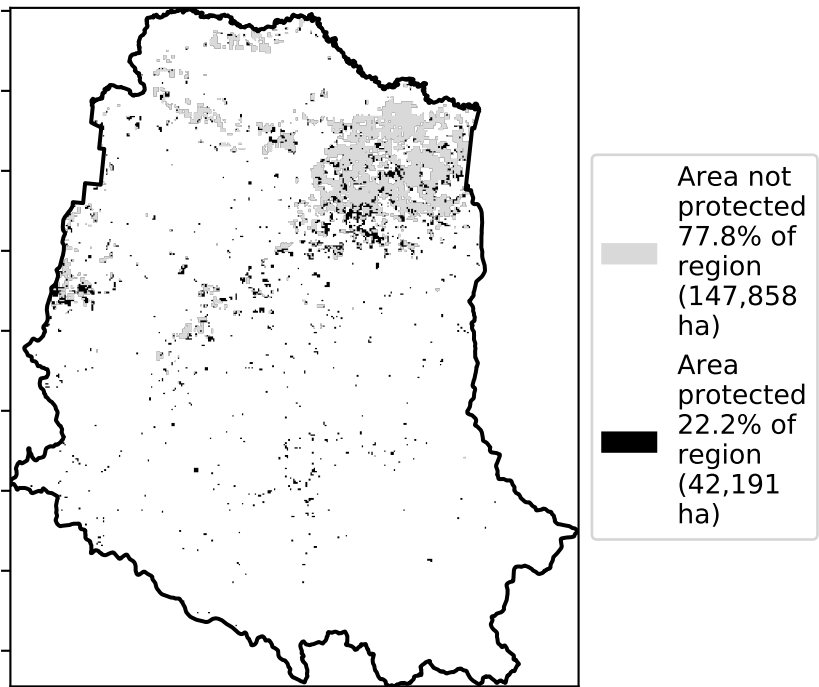 Area not
protected
77.8% of
region
(147,858
ha)
Area
protected
22.2% of
region
(42,191
ha)